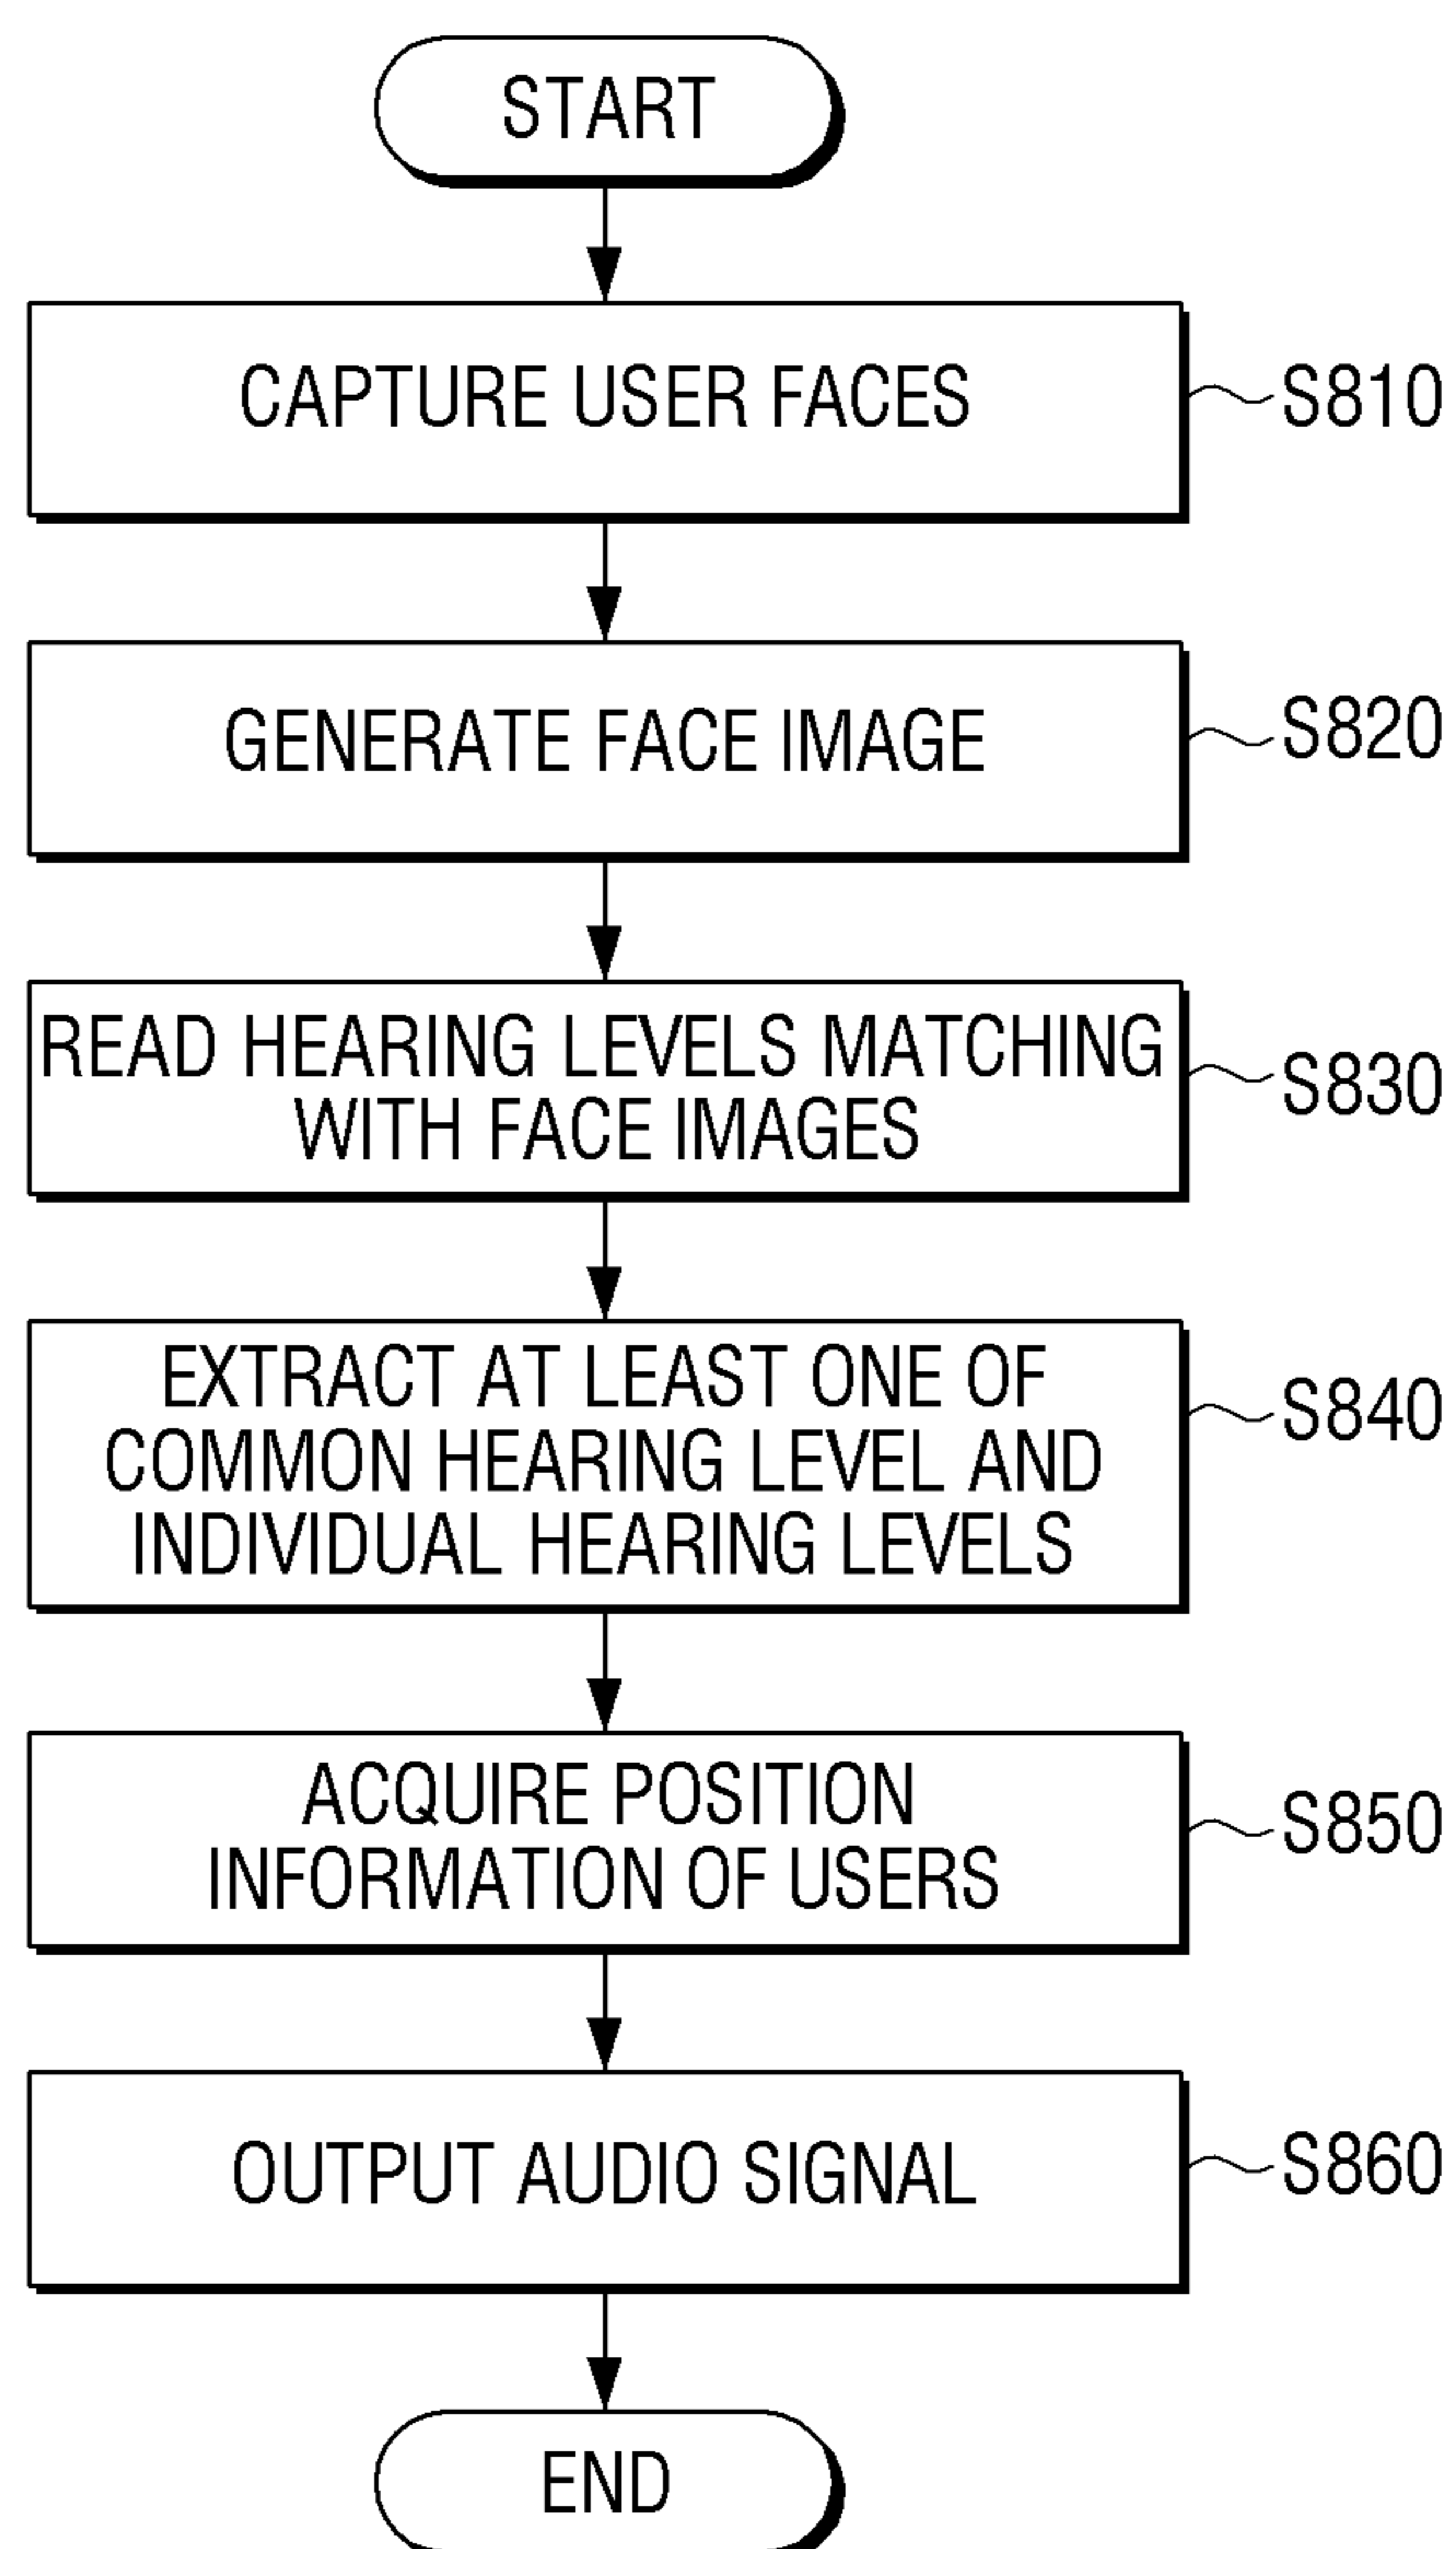 START
CAPTURE USER FACES
S810
GENERATE FACE IMAGE
S820
READ HEARING LEVELS MATCHING
WITH FACE IMAGES
S830
EXTRACT AT LEAST ONE OF
COMMON HEARING LEVEL AND
INDIVIDUAL HEARING LEVELS
S840
ACQUIRE POSITION
INFORMATION OF USERS
S850
OUTPUT AUDIO SIGNAL
S860
END